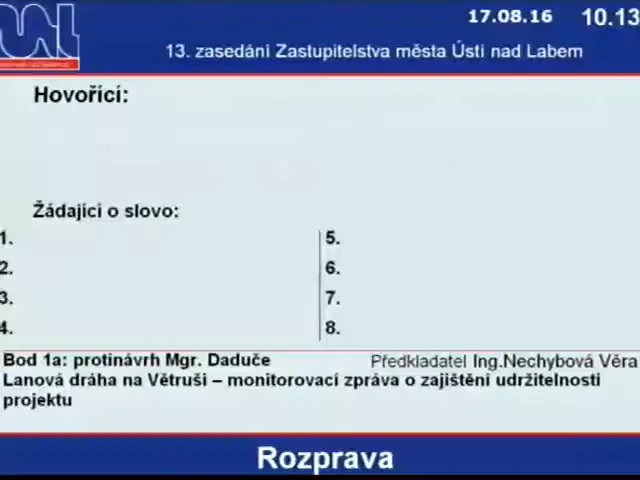 17.08.16 10.13
13. zasedání Zastupitelstva města Ústí nad Labem
Hovořící:
Žádající o slovo:
1.
2.
3.
4.
5.
6.
7.
8.
Bod 1a: protinávrh Mgr. Daduče
Předkladatel Ing.Nechybová Věra
Lanová dráha na Větruši – monitorovací zpráva o zajištění udržitelnosti
projektu
Rozprava